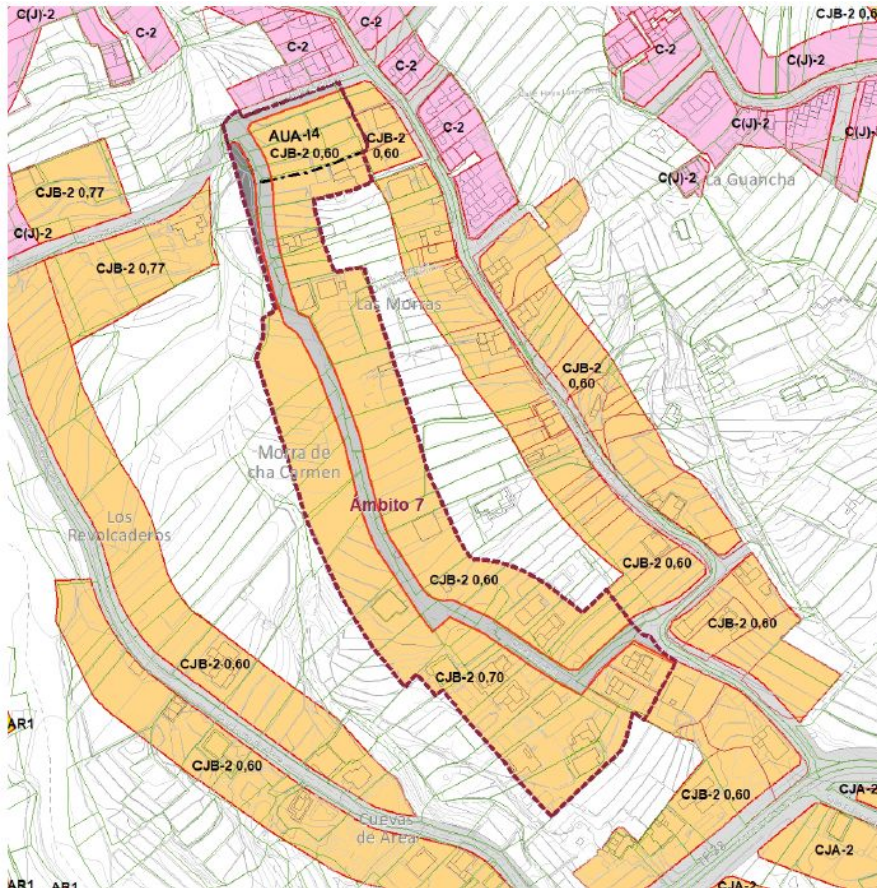 C(J)-2
C-2
C-2
CJB-2 0,6
C-2
C-2
C(J)-2
AUA-14
CJB-2 0,60
CJB-2
0,60
C-2
C(J)-2
C(J)-
C(J)-2
La Guancha
CJB-2 0,77
C(J)-2
CJB-2 0,77
Las Morras
CJB-2
0,60
Morra de
cha Carmen
Ámbito 7
Los
Revolcaderos
CJB-2 0,60
CJB-2 0,60
CJB-2 0,60
CJB-2 0,60
CJB-2 0,70
AR1
CJB-2 0,60
CJB-2 0,60
CJA-2
Cuevas
de Area
CJA-2
AR1
AR1
CJA-2